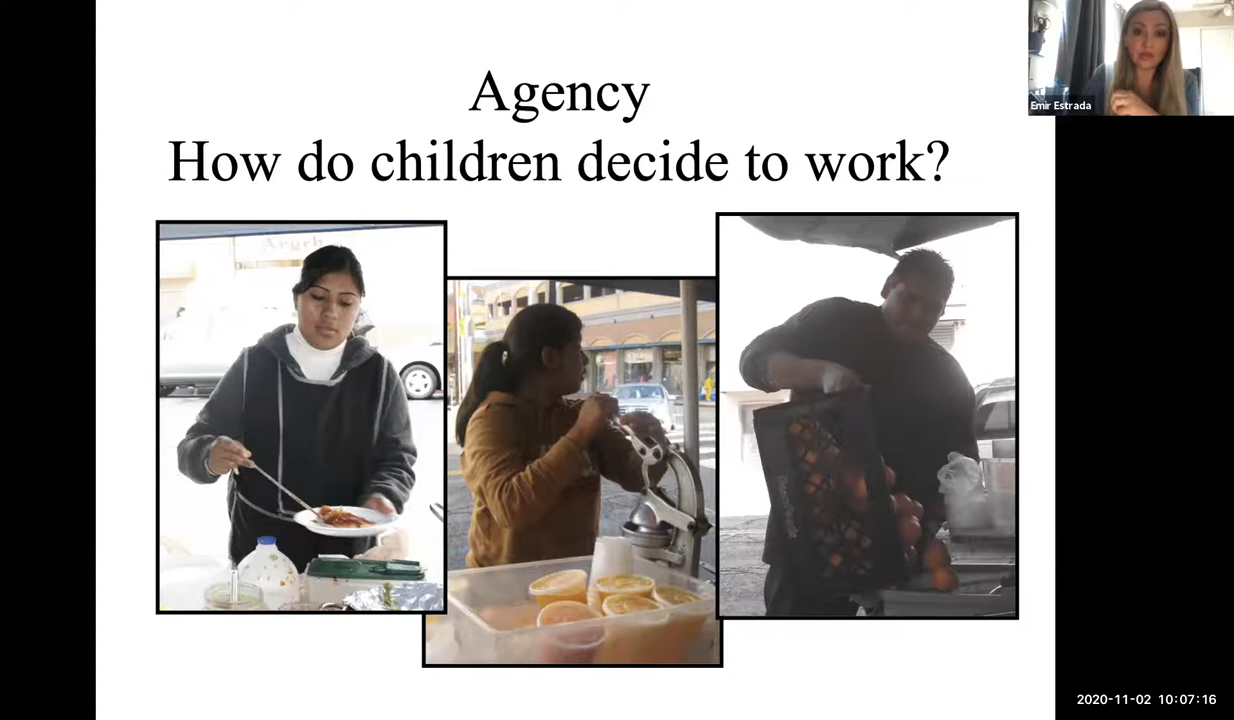 Agency
How do children decide to work?
Emir Estrada
2020-11-02 10:07:16